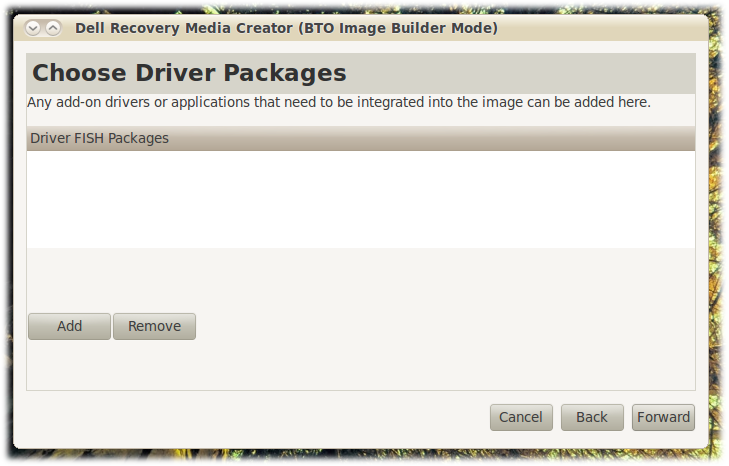 Dell Recovery Media Creator (BTO Image Builder Mode)
Choose Driver Packages
Any add-on drivers or applications that need to be integrated into the image can be added here.
Driver FISH Packages
Add Remove
Cancel Back Forward